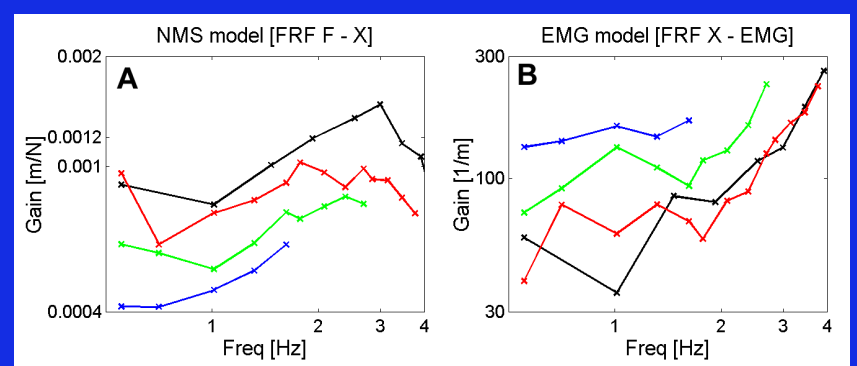 NMS model [FRF F - X]
A
0.002
0.0012
0.001
0.0004
Gain [m/N]
1
2
3
4
Freq [Hz]
EMG model [FRF X - EMG]
B
300
100
30
Gain [1/m]
1
2
3
4
Freq [Hz]